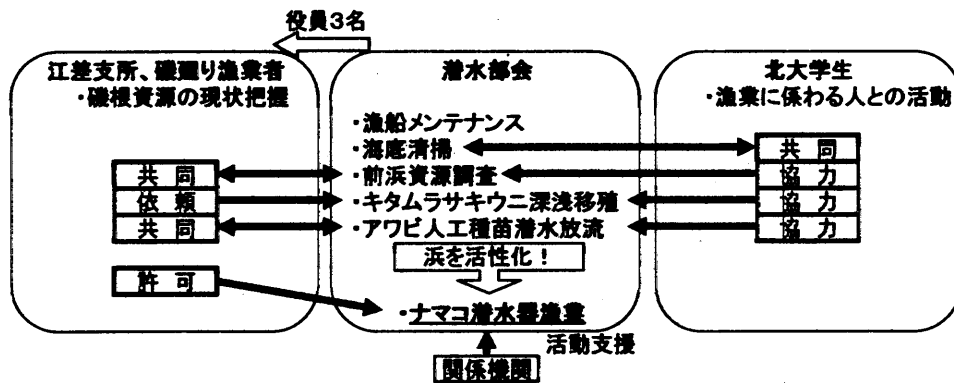 役員3名
江差支所、磯廻り漁業者
・磯根資源の現状把握
共同
依頼
共同
許可
潜水部会
・漁船メンテナンス
・海底清掃
・前浜資源調査
・キタムラサキウニ深浅移殖
・アワビ人工種苗潜水放流
浜を活性化!
・ナマコ潜水器漁業
活動支援
関係機関
北大学生
・漁業に係わる人との活動
共同
協力
協力
協力